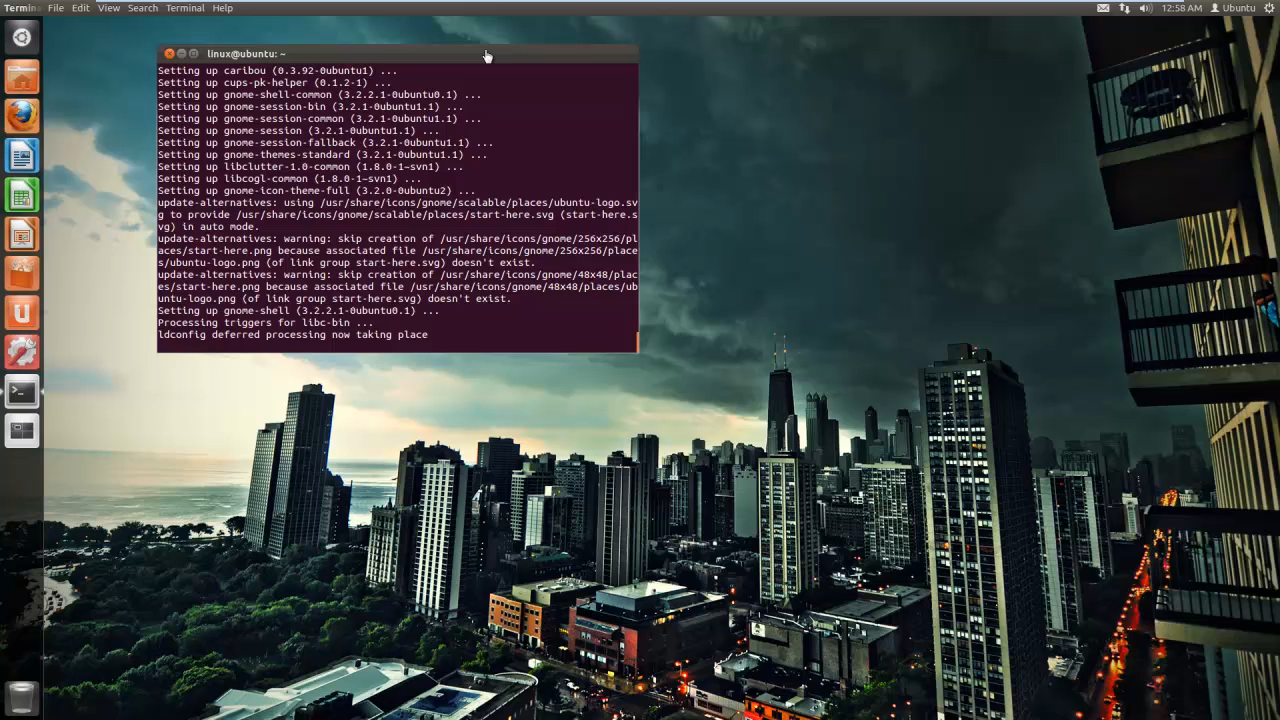 Termin File Edit View Search Terminal Help 12:58 AM Ubuntu
linux@ubuntu: ~
Setting up caribou (0.3.92-0ubuntu1) ...
Setting up cups-pk-helper (0.1.2-1) ...
Setting up gnome-shell-common (3.2.2.1-0ubuntu0.1) ...
Setting up gnome-session-bin (3.2.1-0ubuntu1.1) ...
Setting up gnome-session-common (3.2.1-0ubuntu1.1) ...
Setting up gnome-session (3.2.1-0ubuntu1.1) ...
Setting up gnome-session-fallback (3.2.1-0ubuntu1.1) ...
Setting up gnome-themes-standard (3.2.1-0ubuntu1.1) ...
Setting up libclutter-1.0-common (1.8.0-1~svn1) ...
Setting up libcogl-common (1.8.0-1~svn1) ...
Setting up gnome-icon-theme-full (3.2.0-0ubuntu2) ...
update-alternatives: using /usr/share/icons/gnome/scalable/places/ubuntu-logo.sv
g to provide /usr/share/icons/gnome/scalable/places/start-here.svg (start-here.s
vg) in auto mode.
update-alternatives: warning: skip creation of /usr/share/icons/gnome/256x256/pl
aces/start-here.png because associated file /usr/share/icons/gnome/256x256/place
s/ubuntu-logo.png (of link group start-here.svg) doesn't exist.
update-alternatives: warning: skip creation of /usr/share/icons/gnome/48x48/plac
es/start-here.png because associated file /usr/share/icons/gnome/48x48/places/ub
untu-logo.png (of link group start-here.svg) doesn't exist.
Setting up gnome-shell (3.2.2.1-0ubuntu0.1) ...
Processing triggers for libc-bin ...
ldconfig deferred processing now taking place